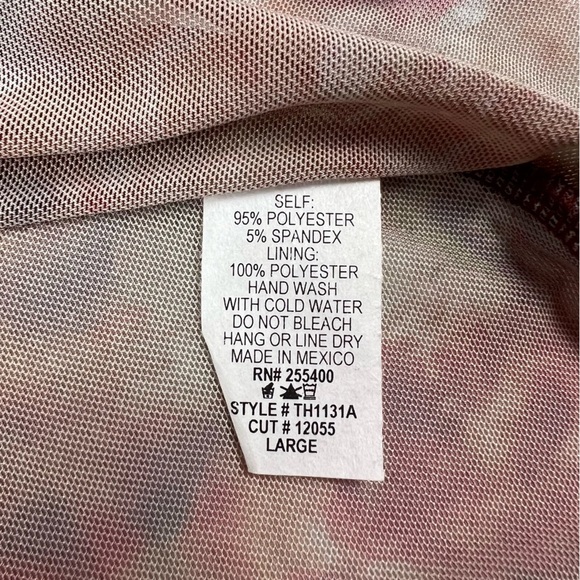 SELF:
95% POLYESTER
5% SPANDEX
LINING:
100% POLYESTER
HAND WASH
WITH COLD WATER
DO NOT BLEACH
HANG OR LINE DRY
MADE IN MEXICO
RN# 255400
STYLE # TH1131A
CUT # 12055
LARGE